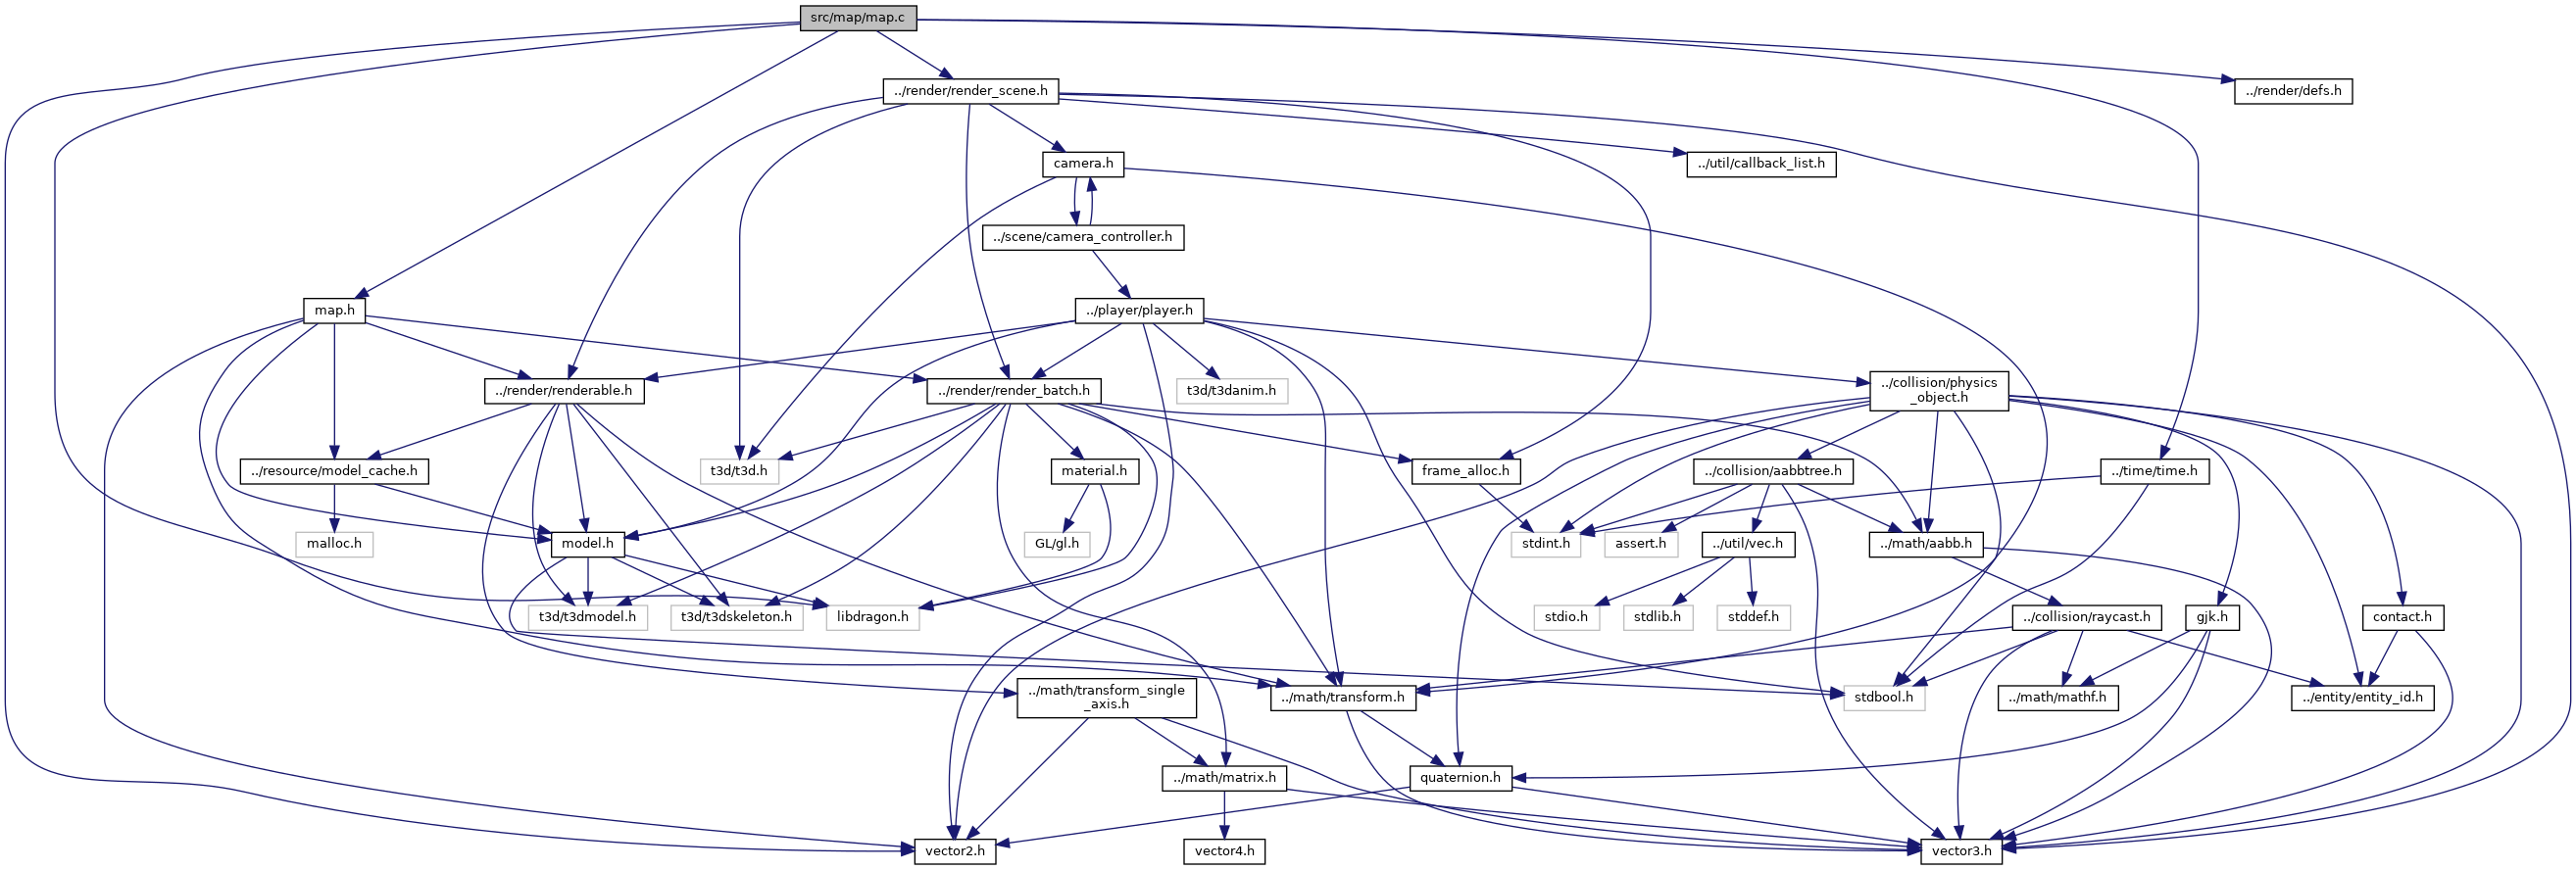 src/map/map.c
../render/render_scene.h
../render/defs.h
camera.h
../util/callback_list.h
../scene/camera_controller.h
map.h
../player/player.h
../render/renderable.h
../render/render_batch.h
t3d/t3danim.h
../collision/physics
_object.h
../resource/model_cache.h
t3d/t3d.h
material.h
frame_alloc.h
../collision/aabbtree.h
../time/time.h
malloc.h
model.h
GL/gl.h
stdint.h
assert.h
../util/vec.h
../math/aabb.h
t3d/t3dmodel.h
t3d/t3dskeleton.h
libdragon.h
stdio.h
stdlib.h
stddef.h
../collision/raycast.h
gjk.h
contact.h
../math/transform_single
_axis.h
../math/transform.h
stdbool.h
../math/mathf.h
../entity/entity_id.h
../math/matrix.h
quaternion.h
vector2.h
vector4.h
vector3.h